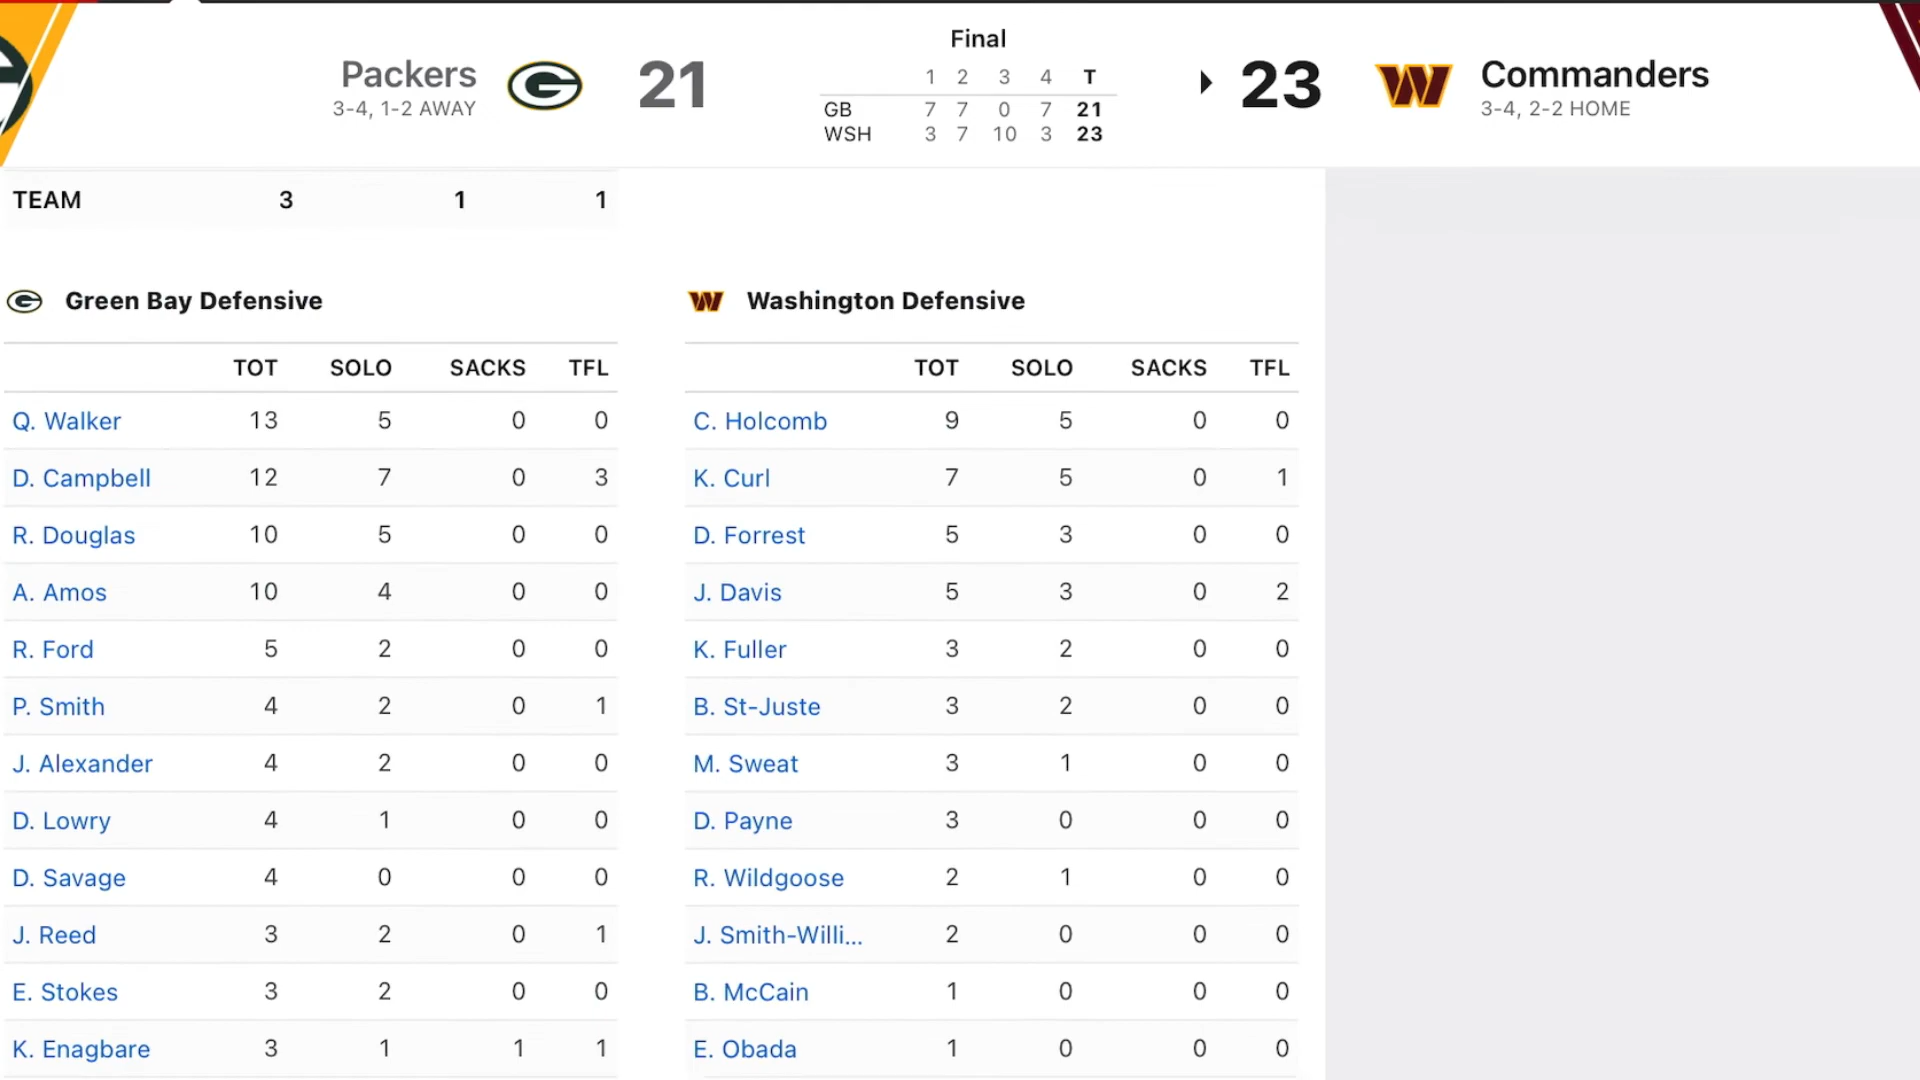 Final
Packers
3-4, 1-2 AWAY
21
1 2 3 4 T
GB 7 7 0 7 21
WSH 3 7 10 3 23
23
Commanders
3-4, 2-2 HOME
TEAM 3 1 1
Green Bay Defensive
TOT SOLO SACKS TFL
Q. Walker 13 5 0 0
D. Campbell 12 7 0 3
R. Douglas 10 5 0 0
A. Amos 10 4 0 0
R. Ford 5 2 0 0
P. Smith 4 2 0 1
J. Alexander 4 2 0 0
D. Lowry 4 1 0 0
D. Savage 4 0 0 0
J. Reed 3 2 0 1
E. Stokes 3 2 0 0
K. Enagbare 3 1 1 1
Washington Defensive
TOT SOLO SACKS TFL
C. Holcomb 9 5 0 0
K. Curl 7 5 0 1
D. Forrest 5 3 0 0
J. Davis 5 3 0 2
K. Fuller 3 2 0 0
B. St-Juste 3 2 0 0
M. Sweat 3 1 0 0
D. Payne 3 0 0 0
R. Wildgoose 2 1 0 0
J. Smith-Willi... 2 0 0 0
B. McCain 1 0 0 0
E. Obada 1 0 0 0